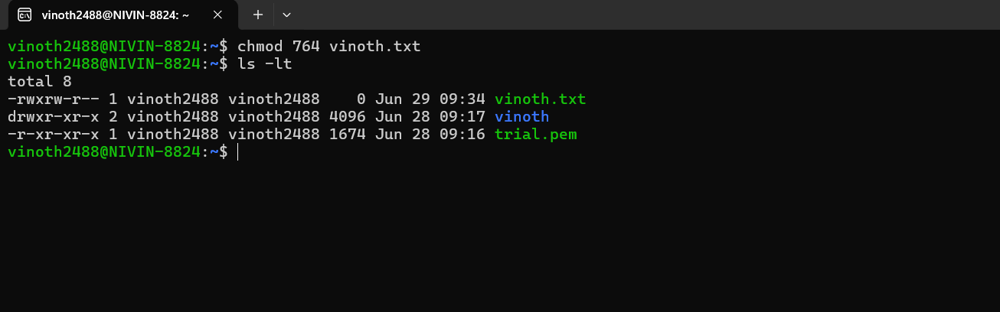 vinoth2488@NIVIN-8824: ~
vinoth2488@NIVIN-8824:~$ chmod 764 vinoth.txt
vinoth2488@NIVIN-8824:~$ ls -lt
total 8
-rwxrw-r-- 1 vinoth2488 vinoth2488    0 Jun 29 09:34 vinoth.txt
drwxr-xr-x 2 vinoth2488 vinoth2488 4096 Jun 28 09:17 vinoth
-r-xr-xr-x 1 vinoth2488 vinoth2488 1674 Jun 28 09:16 trial.pem
vinoth2488@NIVIN-8824:~$